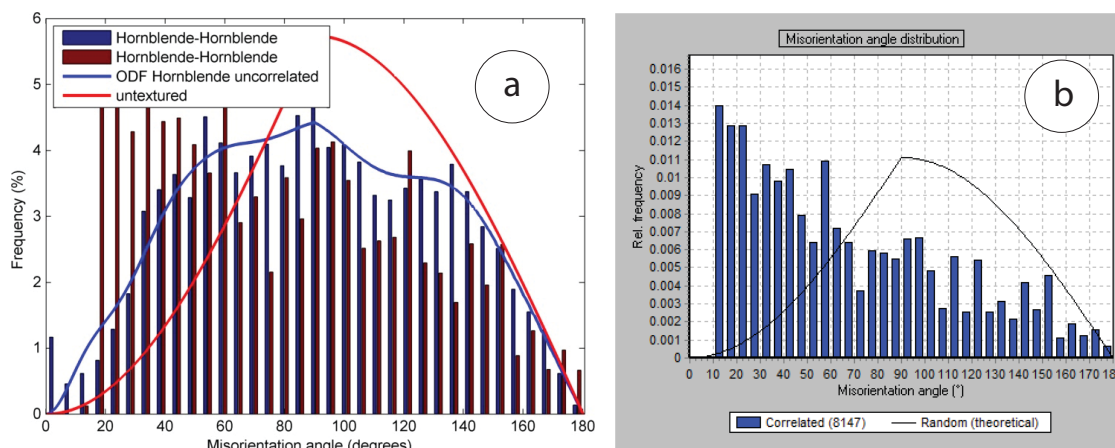 6
5
4
3
2
1
0
0 20 40 60 80 100 120 140 160 180
Frequency (%)
Misorientation angle (degrees)
Hornblende-Hornblende
Hornblende-Hornblende
ODF Hornblende uncorrelated
untextured
a
Misorientation angle distribution
b
0.016
0.015
0.014
0.013
0.012
0.011
0.01
0.009
0.008
0.007
0.006
0.005
0.004
0.003
0.002
0.001
0
Rel. frequency
0 10 20 30 40 50 60 70 80 90 100 110 120 130 140 150 160 170 18
Misorientation angle (°)
Correlated (8147) Random (theoretical)